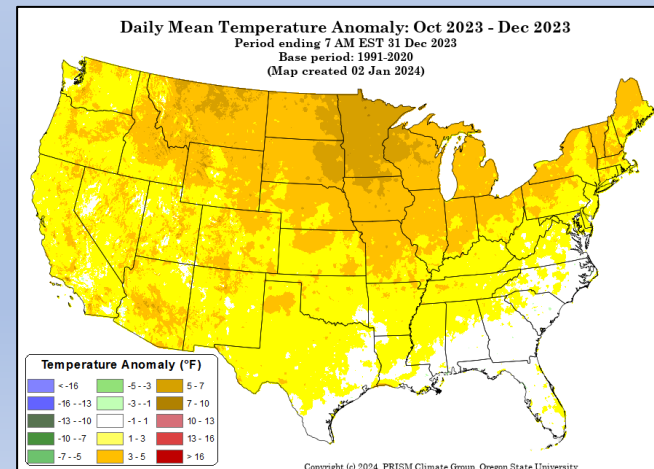 Daily Mean Temperature Anomaly: Oct 2023 - Dec 2023
Period ending 7 AM EST 31 Dec 2023
Base period: 1991-2020
(Map created 02 Jan 2024)
Temperature Anomaly (°F)
< -16 -5 - -3 5 - 7
-16 - -13 -3 - -1 7 - 10
-13 - -10 -1 - 1 10 - 13
-10 - -7 1 - 3 13 - 16
-7 - -5 3 - 5 > 16
Copyright (c) 2024, PRISM Climate Group, Oregon State University